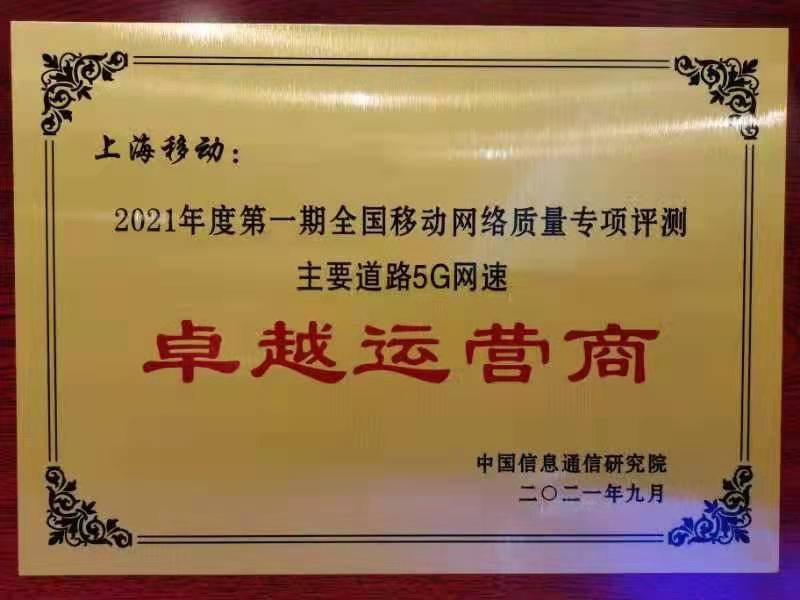 上海移动：
2021年度第一期全国移动网络质量专项评测
主要道路5G网速
卓越运营商
中国信息通信研究院
二〇二一年九月